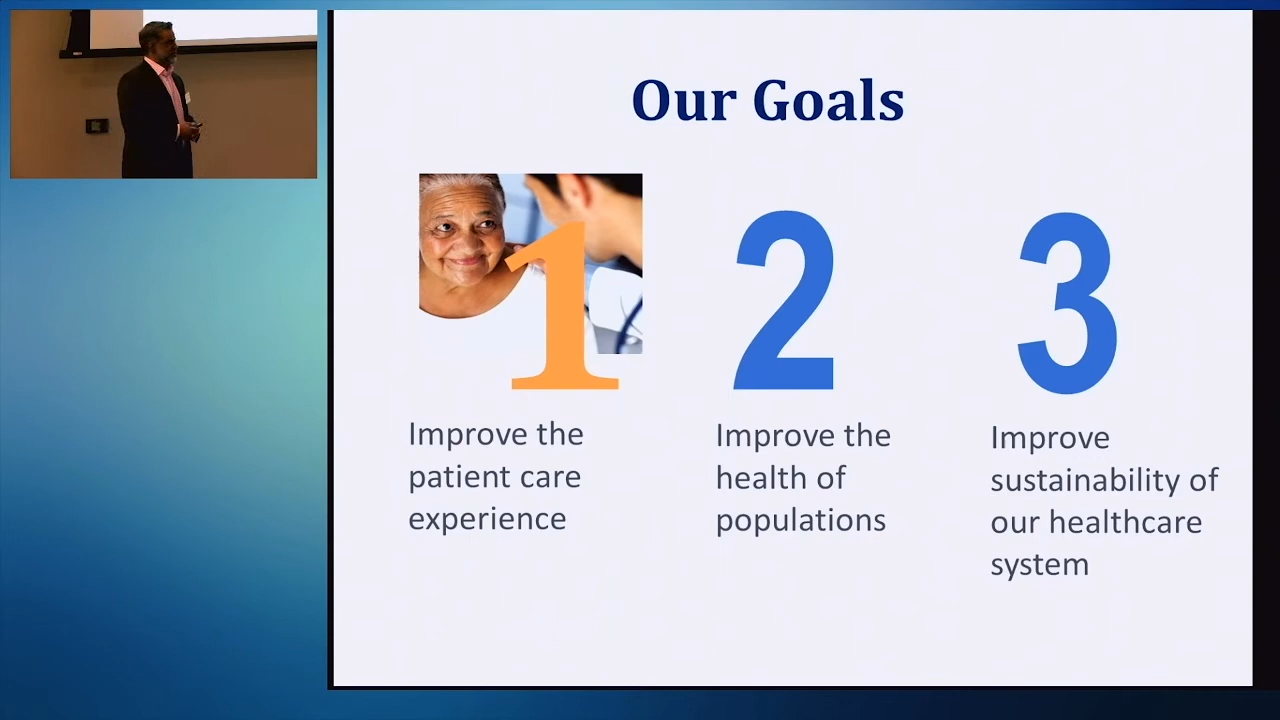 Our Goals
1
2
3
Improve the
patient care
experience
Improve the
health of
populations
Improve
sustainability of
our healthcare
system